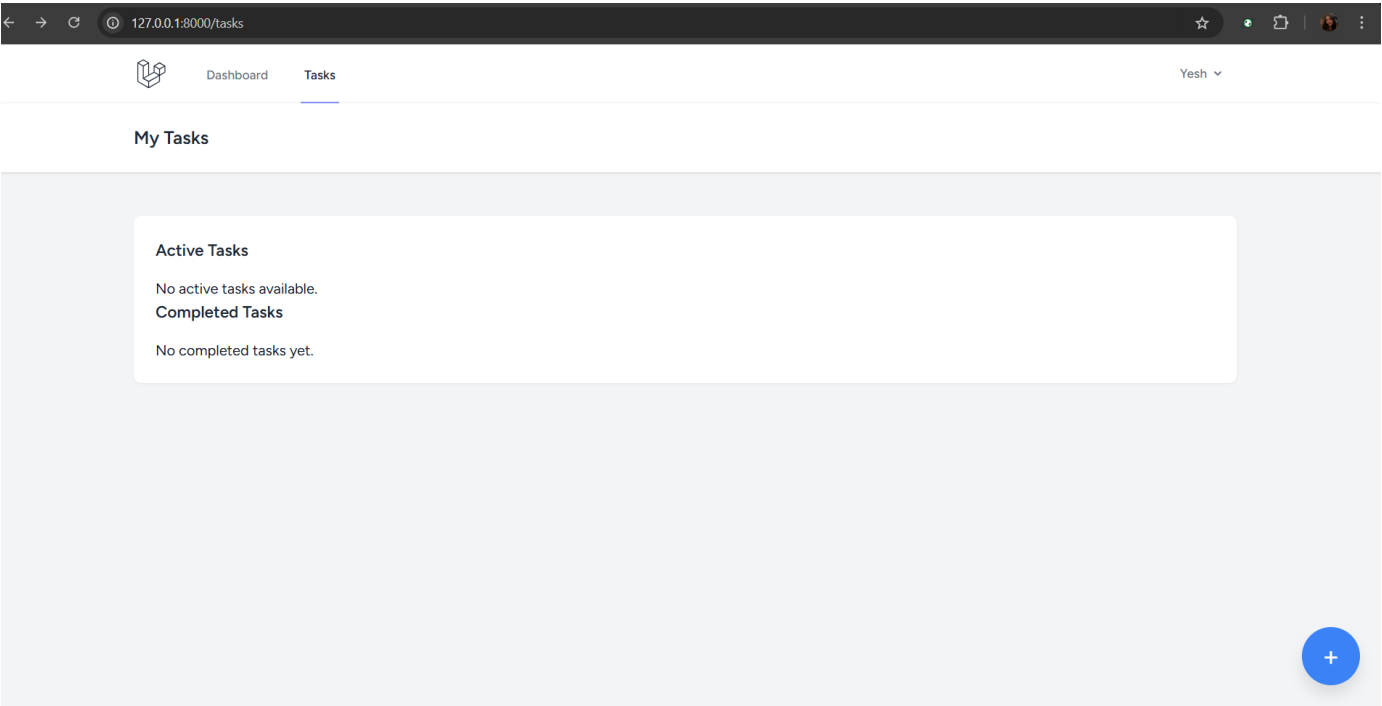 127.0.0.1:8000/tasks
Dashboard Tasks Yesh
My Tasks
Active Tasks
No active tasks available.
Completed Tasks
No completed tasks yet.
+